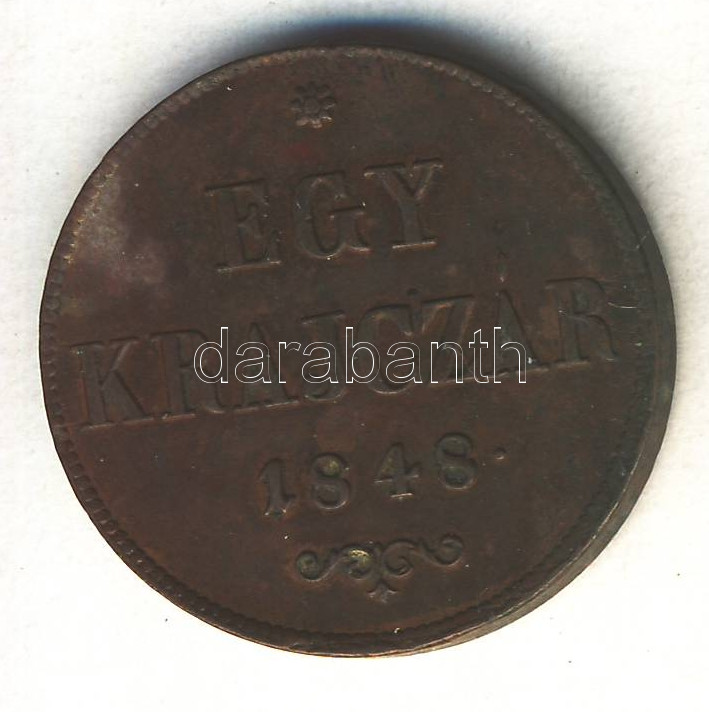 EGY
KRAJCZÁR
darabanth
1848.